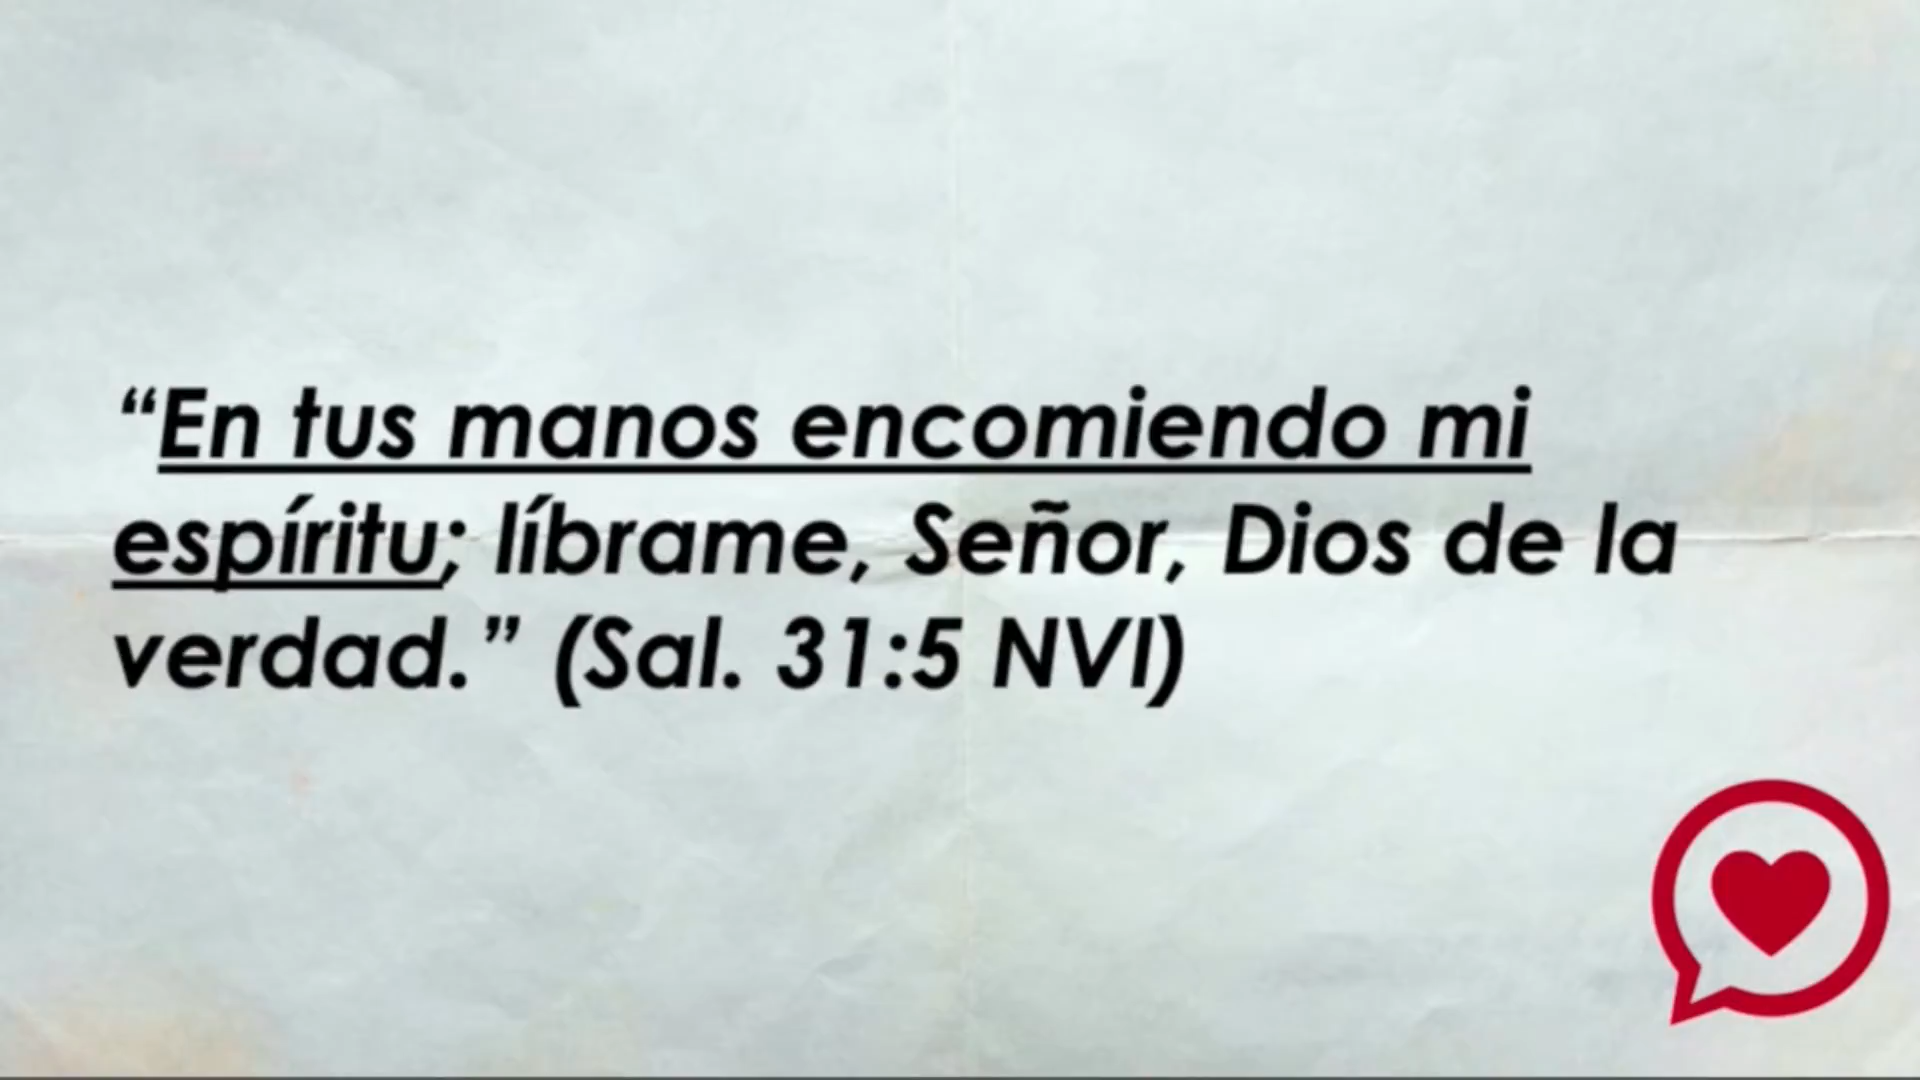 “En tus manos encomiendo mi
espíritu; líbrame, Señor, Dios de la
verdad.” (Sal. 31:5 NVI)